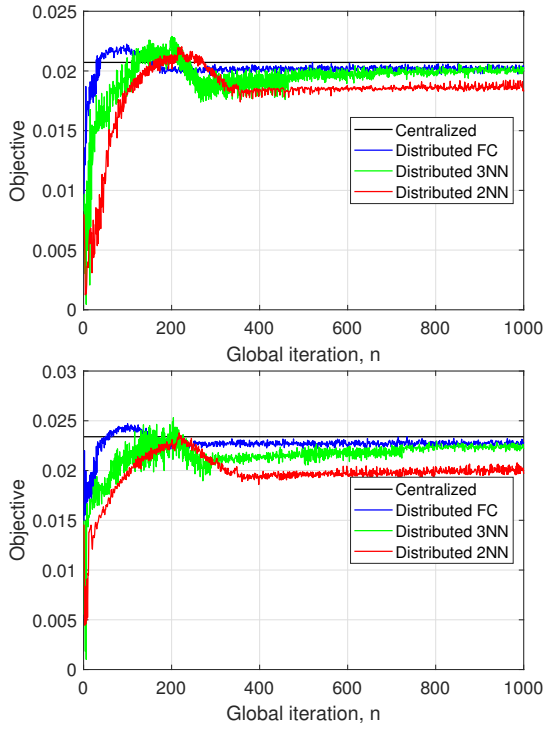 0.025
0.02
0.015
0.01
0.005
0
Objective
Centralized
Distributed FC
Distributed 3NN
Distributed 2NN
0 200 400 600 800 1000
Global iteration, n
0.03
0.025
0.02
0.015
0.01
0.005
0
Objective
Centralized
Distributed FC
Distributed 3NN
Distributed 2NN
0 200 400 600 800 1000
Global iteration, n